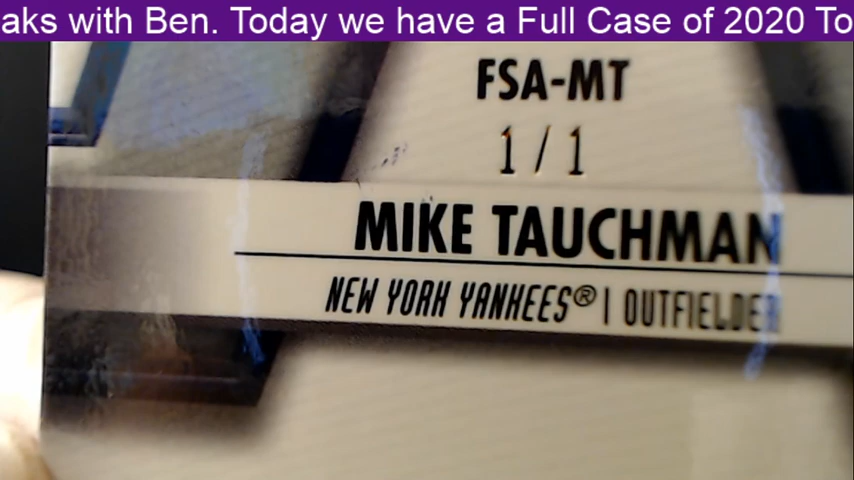 aks with Ben. Today we have a Full Case of 2020 To
FSA-MT
1/1
MIKE TAUCHMAN
NEW YORK YANKEES® | OUTFIELDER